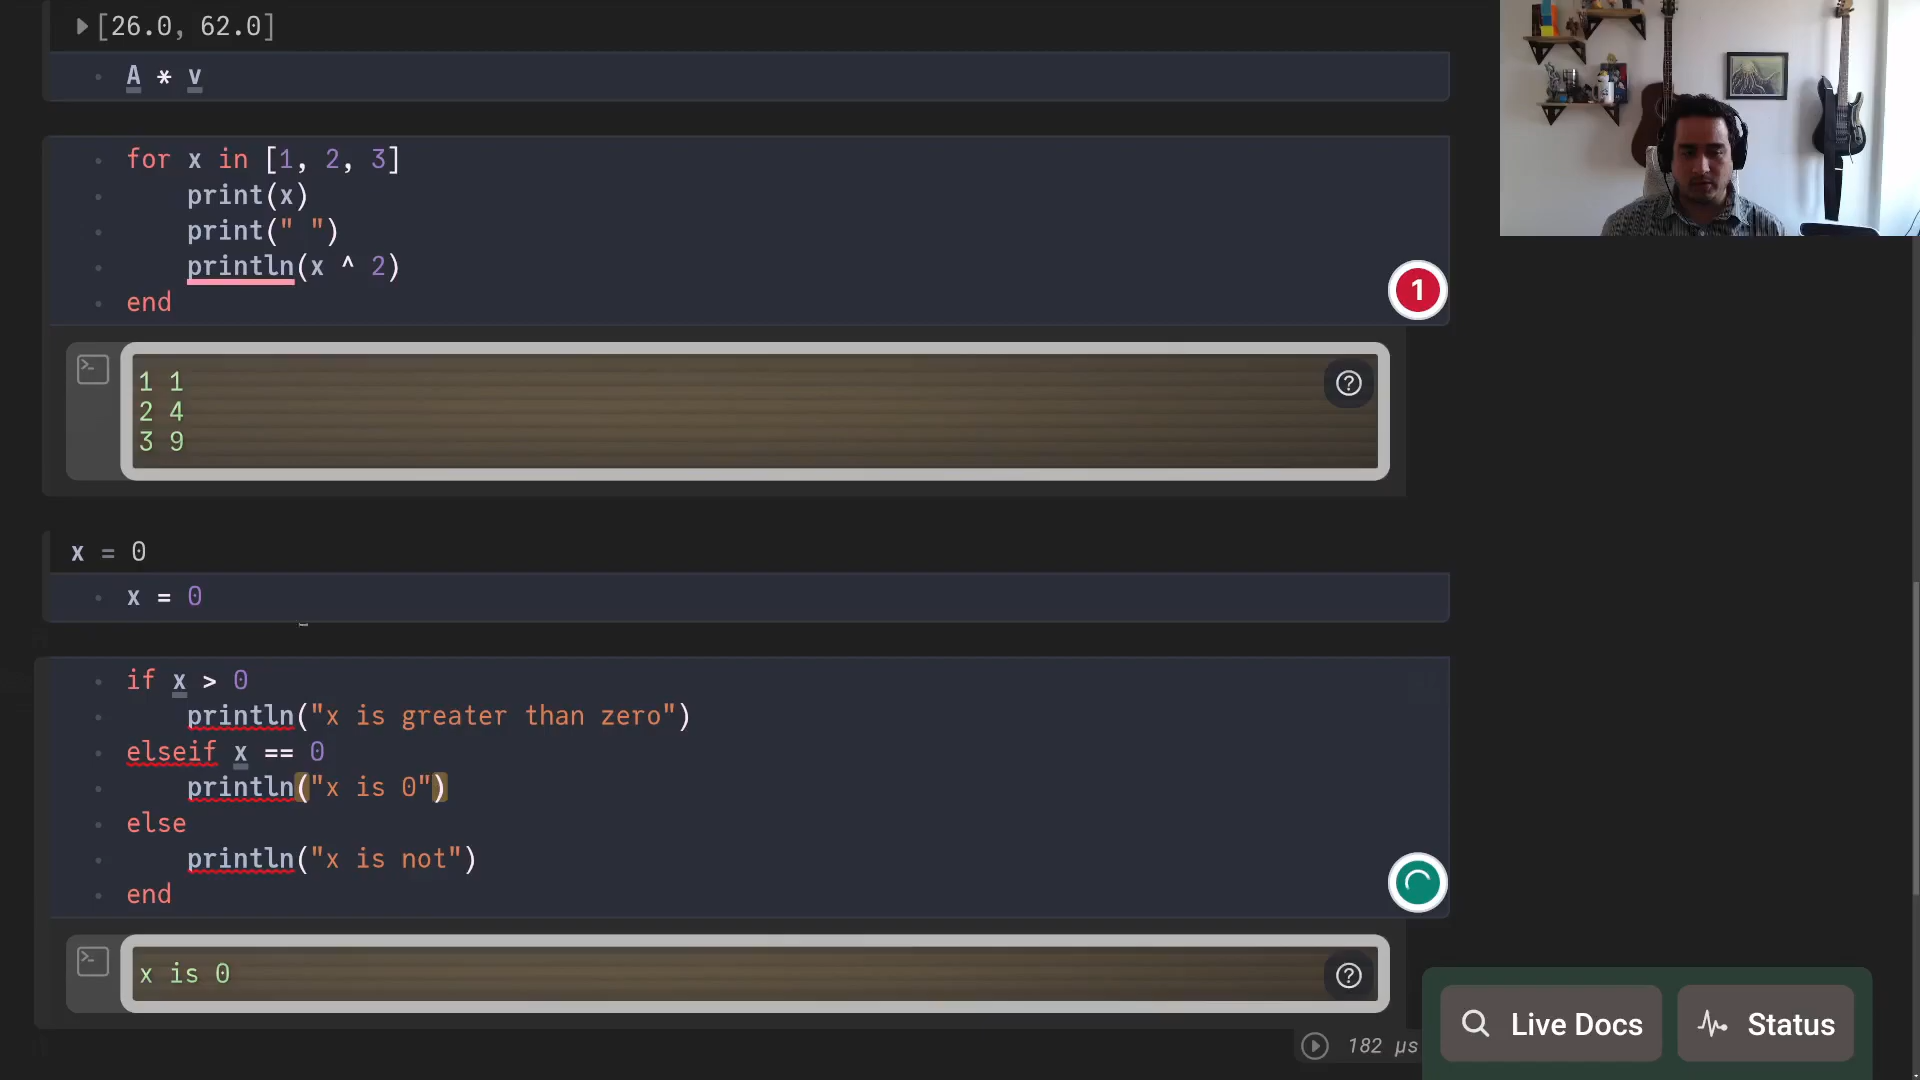 [26.0, 62.0]
A * v
for x in [1, 2, 3]
print(x)
print(" ")
println(x ^ 2)
end
1
1 1
2 4
3 9
x = 0
x = 0
if x > 0
println("x is greater than zero")
elseif x == 0
println("x is 0")
else
println("x is not")
end
x is 0
182 μs
Live Docs
Status